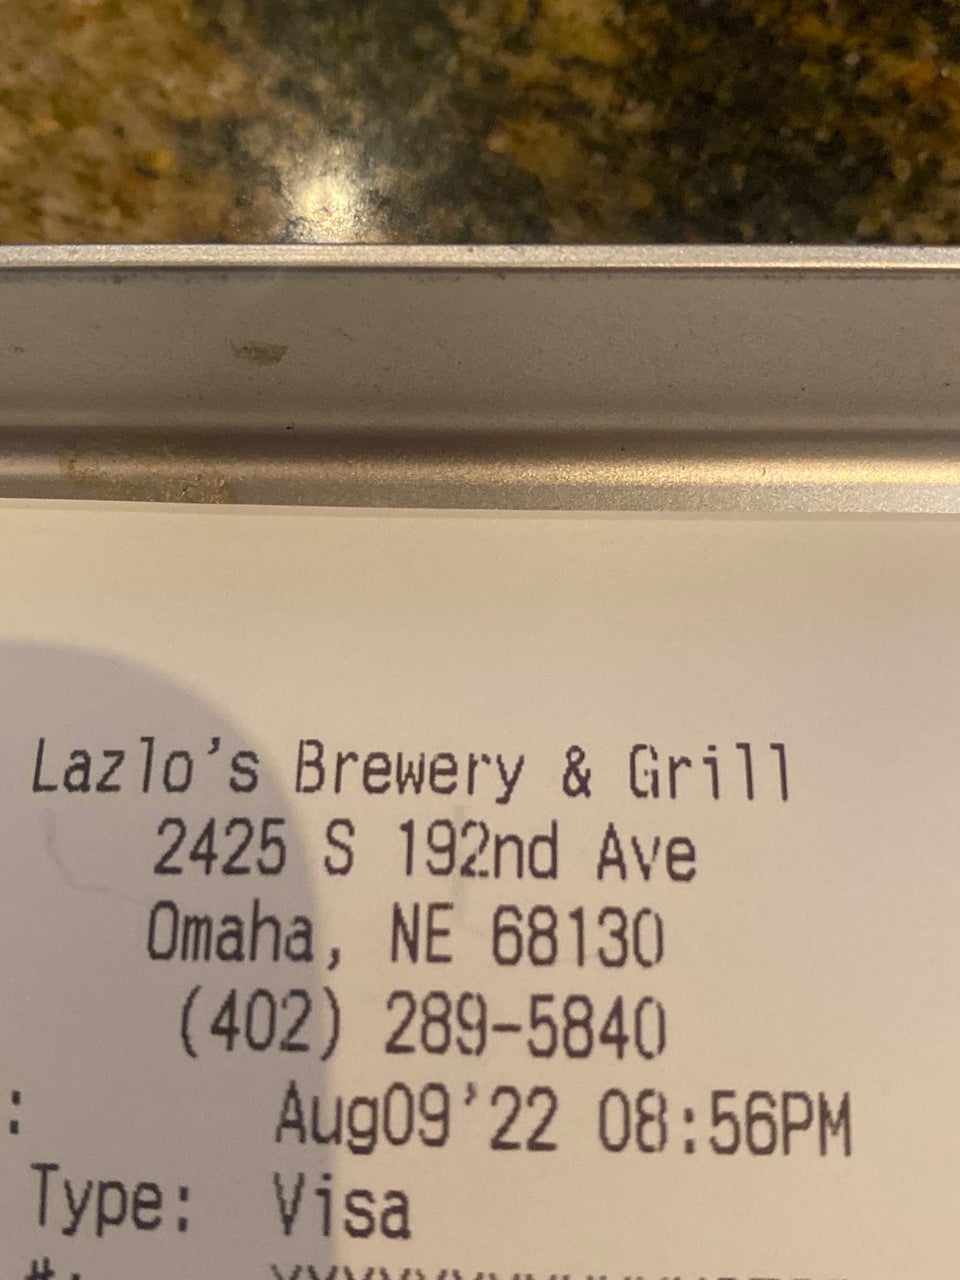 Lazlo's Brewery & Grill
2425 S 192nd Ave
Omaha, NE 68130
(402) 289-5840
: Aug09'22 08:56PM
Type: Visa